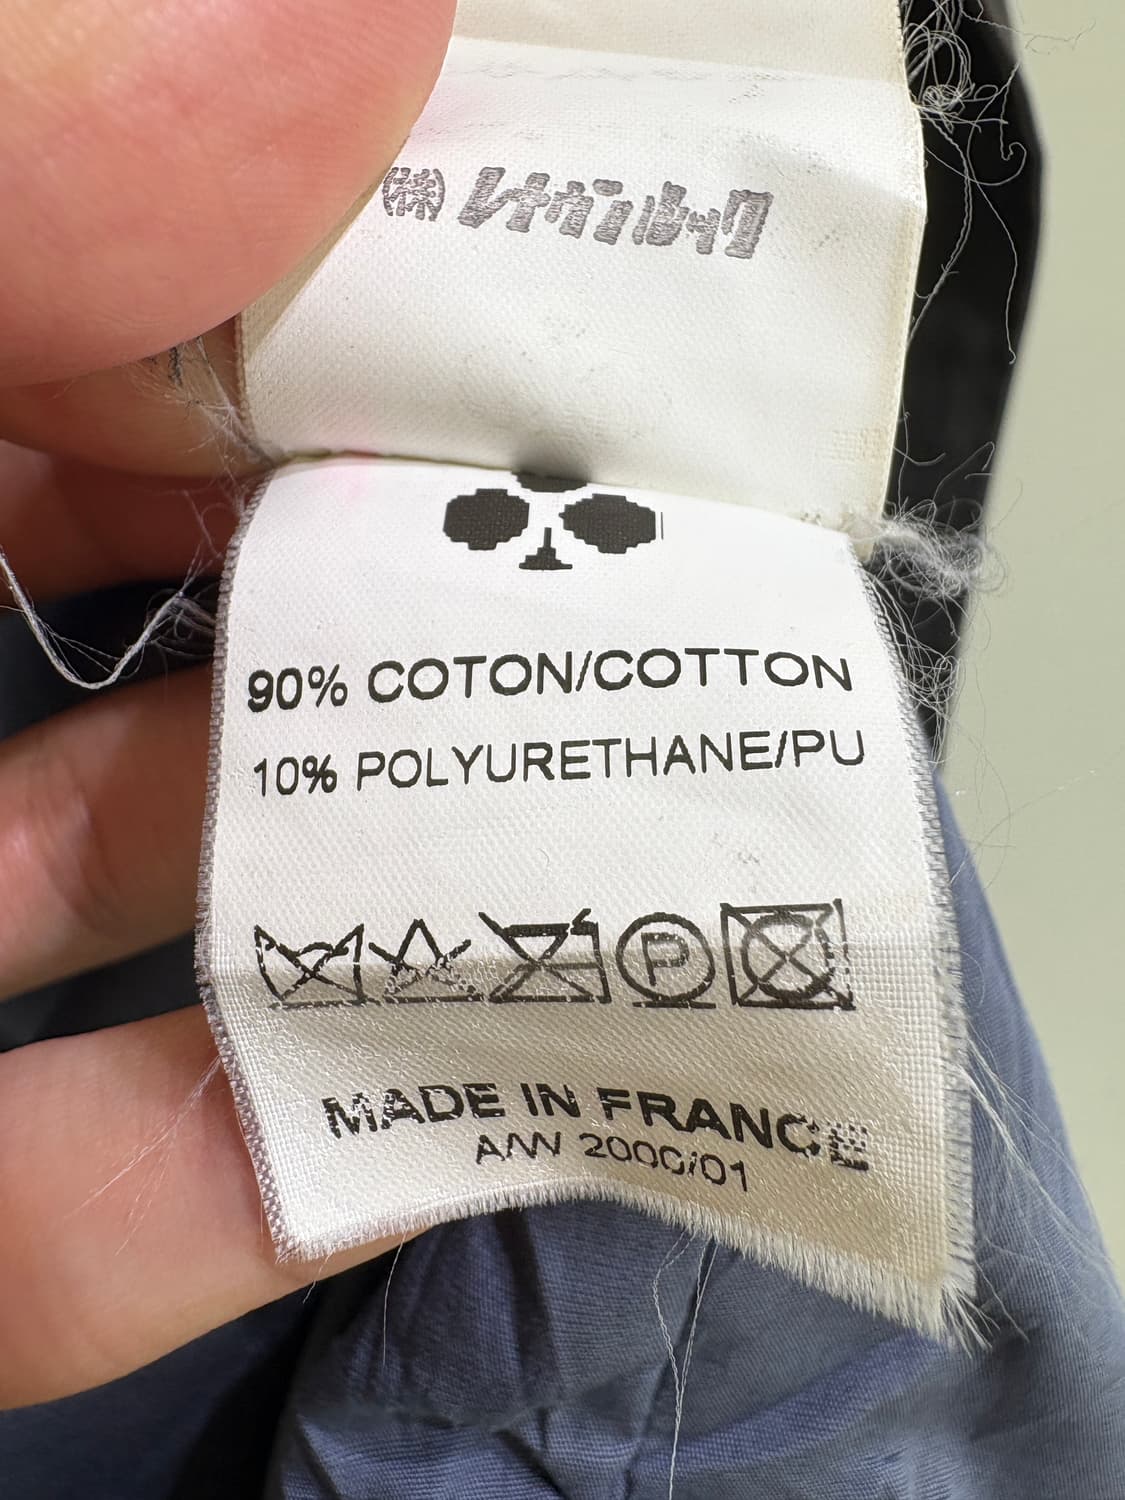 ㈱レナウンルック
90% COTON/COTTON
10% POLYURETHANE/PU
P
MADE IN FRANCE
A/W 2000/01